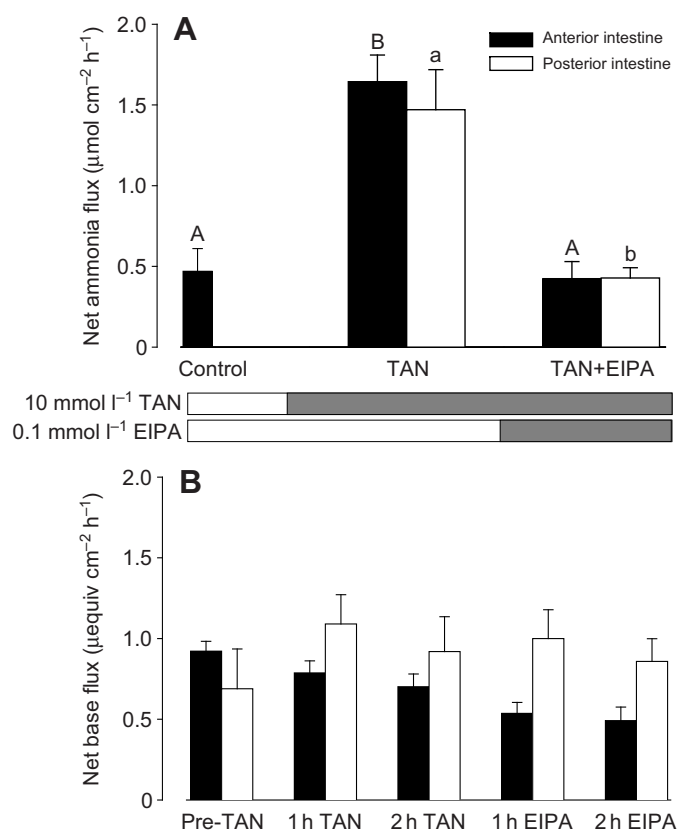 A
Net ammonia flux (μmol cm–2 h–1)
2.0
1.5
1.0
0.5
0
A
B
a
A
b
Anterior intestine
Posterior intestine
Control TAN TAN+EIPA
10 mmol l–1 TAN
0.1 mmol l–1 EIPA
B
Net base flux (μequiv cm–2 h–1)
2.0
1.5
1.0
0.5
0
Pre-TAN 1 h TAN 2 h TAN 1 h EIPA 2 h EIPA